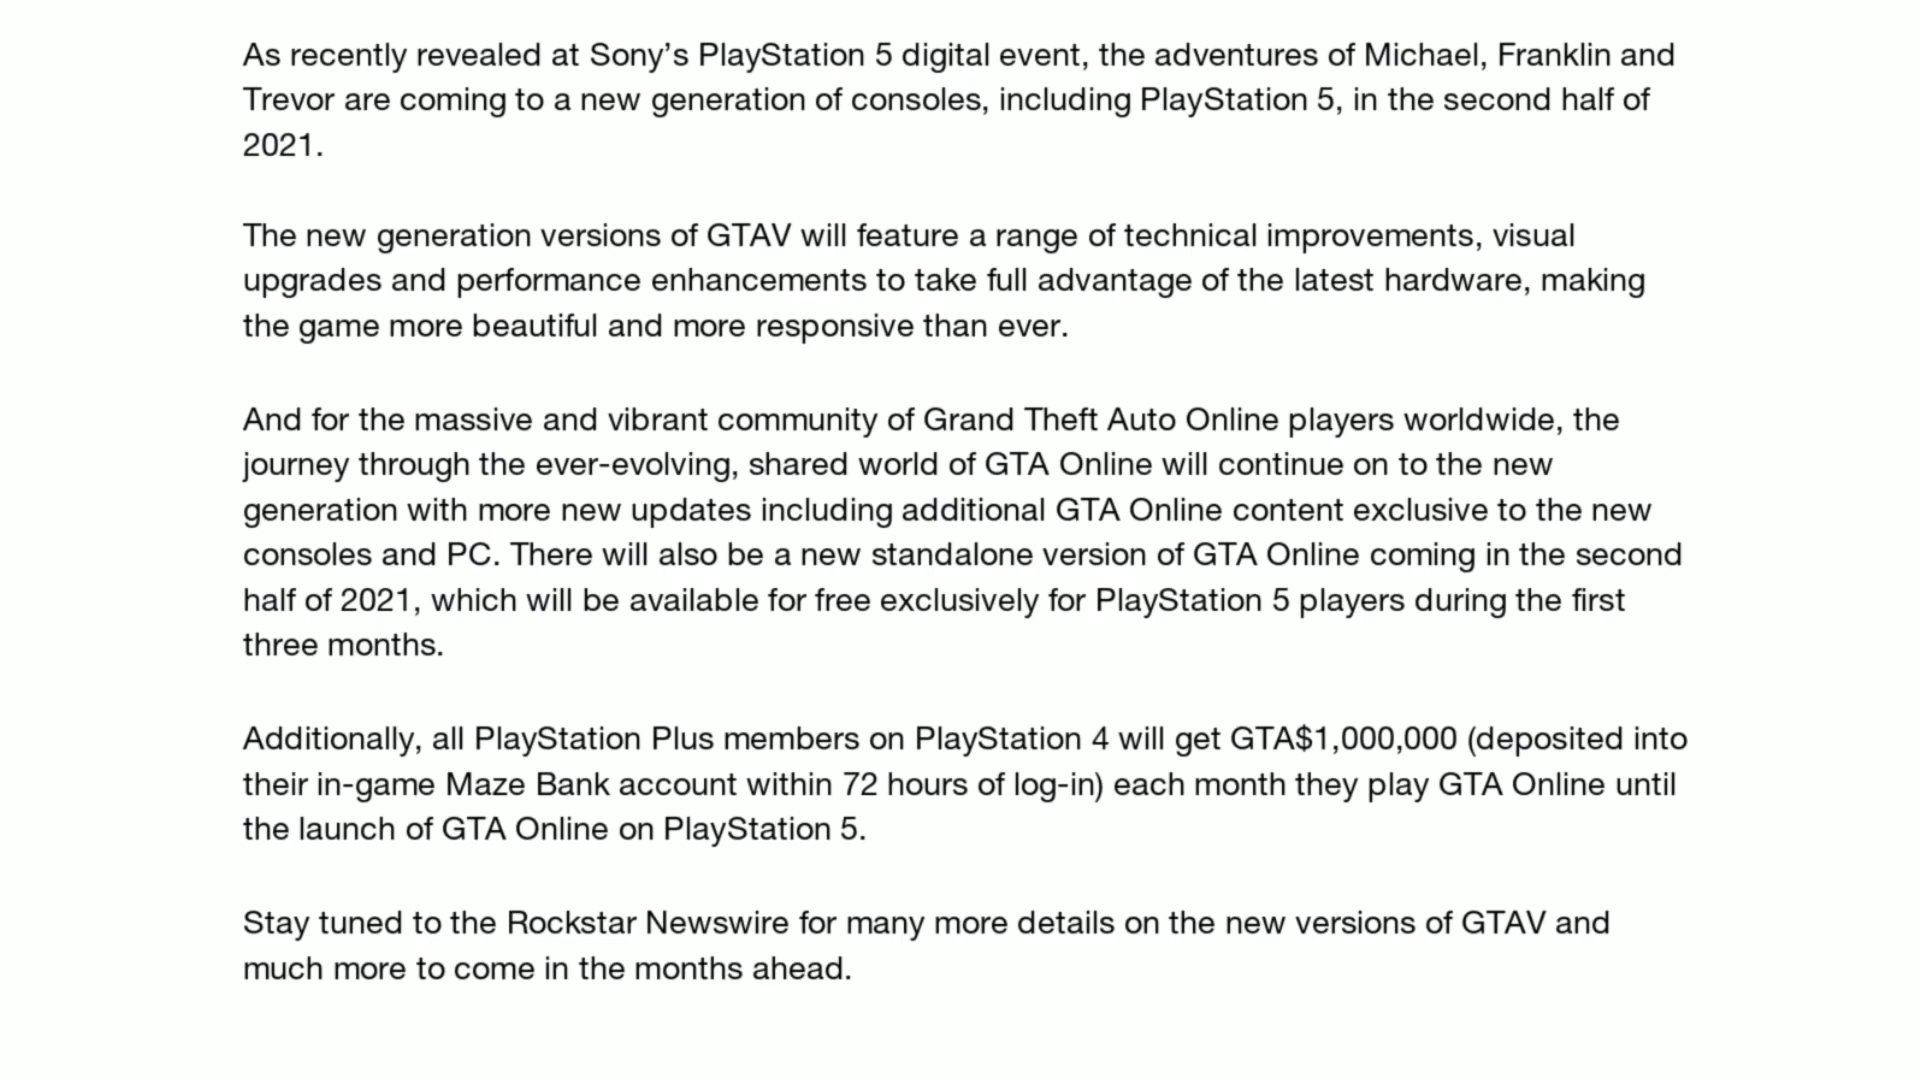 As recently revealed at Sony’s PlayStation 5 digital event, the adventures of Michael, Franklin and
Trevor are coming to a new generation of consoles, including PlayStation 5, in the second half of
2021.
The new generation versions of GTAV will feature a range of technical improvements, visual
upgrades and performance enhancements to take full advantage of the latest hardware, making
the game more beautiful and more responsive than ever.
And for the massive and vibrant community of Grand Theft Auto Online players worldwide, the
journey through the ever-evolving, shared world of GTA Online will continue on to the new
generation with more new updates including additional GTA Online content exclusive to the new
consoles and PC. There will also be a new standalone version of GTA Online coming in the second
half of 2021, which will be available for free exclusively for PlayStation 5 players during the first
three months.
Additionally, all PlayStation Plus members on PlayStation 4 will get GTA$1,000,000 (deposited into
their in-game Maze Bank account within 72 hours of log-in) each month they play GTA Online until
the launch of GTA Online on PlayStation 5.
Stay tuned to the Rockstar Newswire for many more details on the new versions of GTAV and
much more to come in the months ahead.